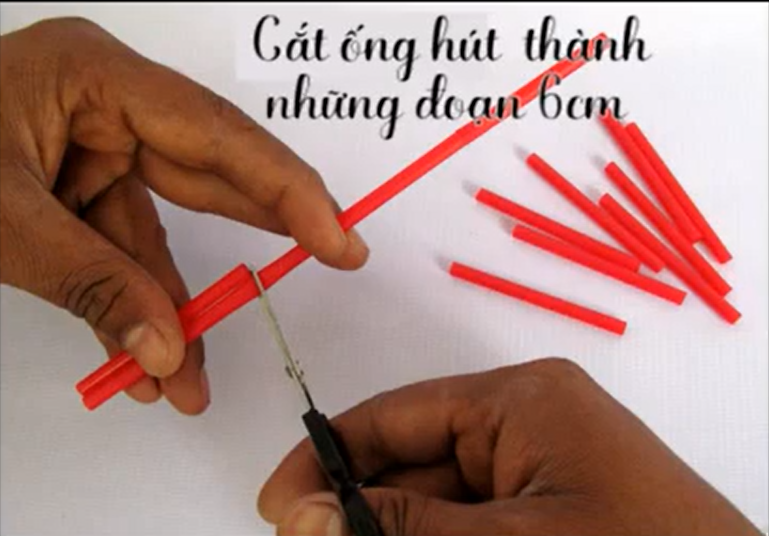 Cắt ống hút thành
những đoạn 6cm